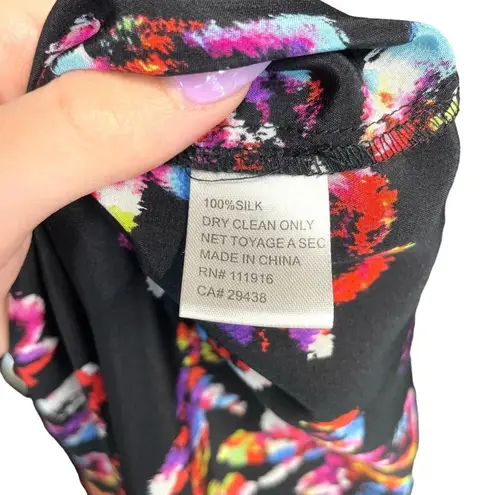 100%SILK
DRY CLEAN ONLY
NET TOYAGE A SEC
MADE IN CHINA
RN# 111916
CA# 29438